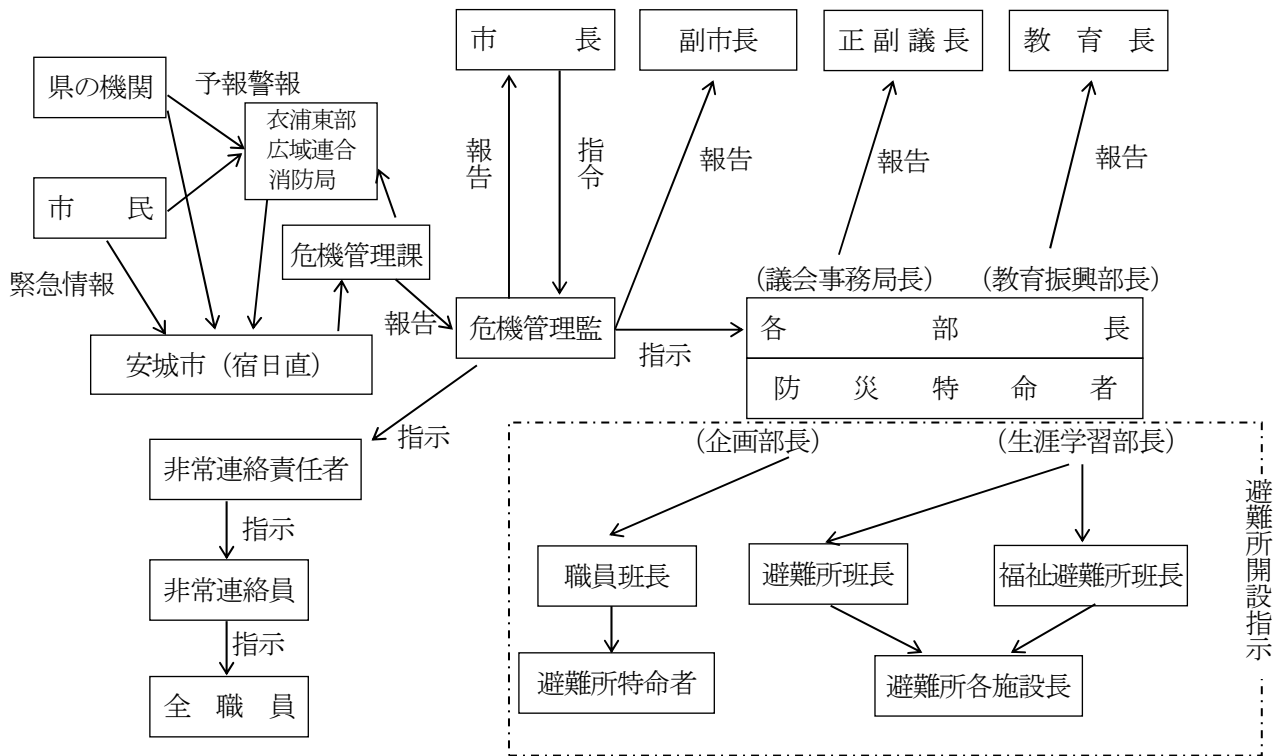 市　　長
副市長
正 副 議 長
教　育　長
県の機関
予報警報
衣浦東部
広域連合
消防局
報告
指令
報告
報告
報告
市　　民
危機管理課
緊急情報
(議会事務局長)
(教育振興部長)
報告
危機管理監
指示
各　　部　　長
安城市（宿日直）
防　災　特　命　者
指示
(企画部長)
(生涯学習部長)
非常連絡責任者
避難所開設指示
指示
職員班長
避難所班長
福祉避難所班長
非常連絡員
指示
避難所特命者
避難所各施設長
全　職　員